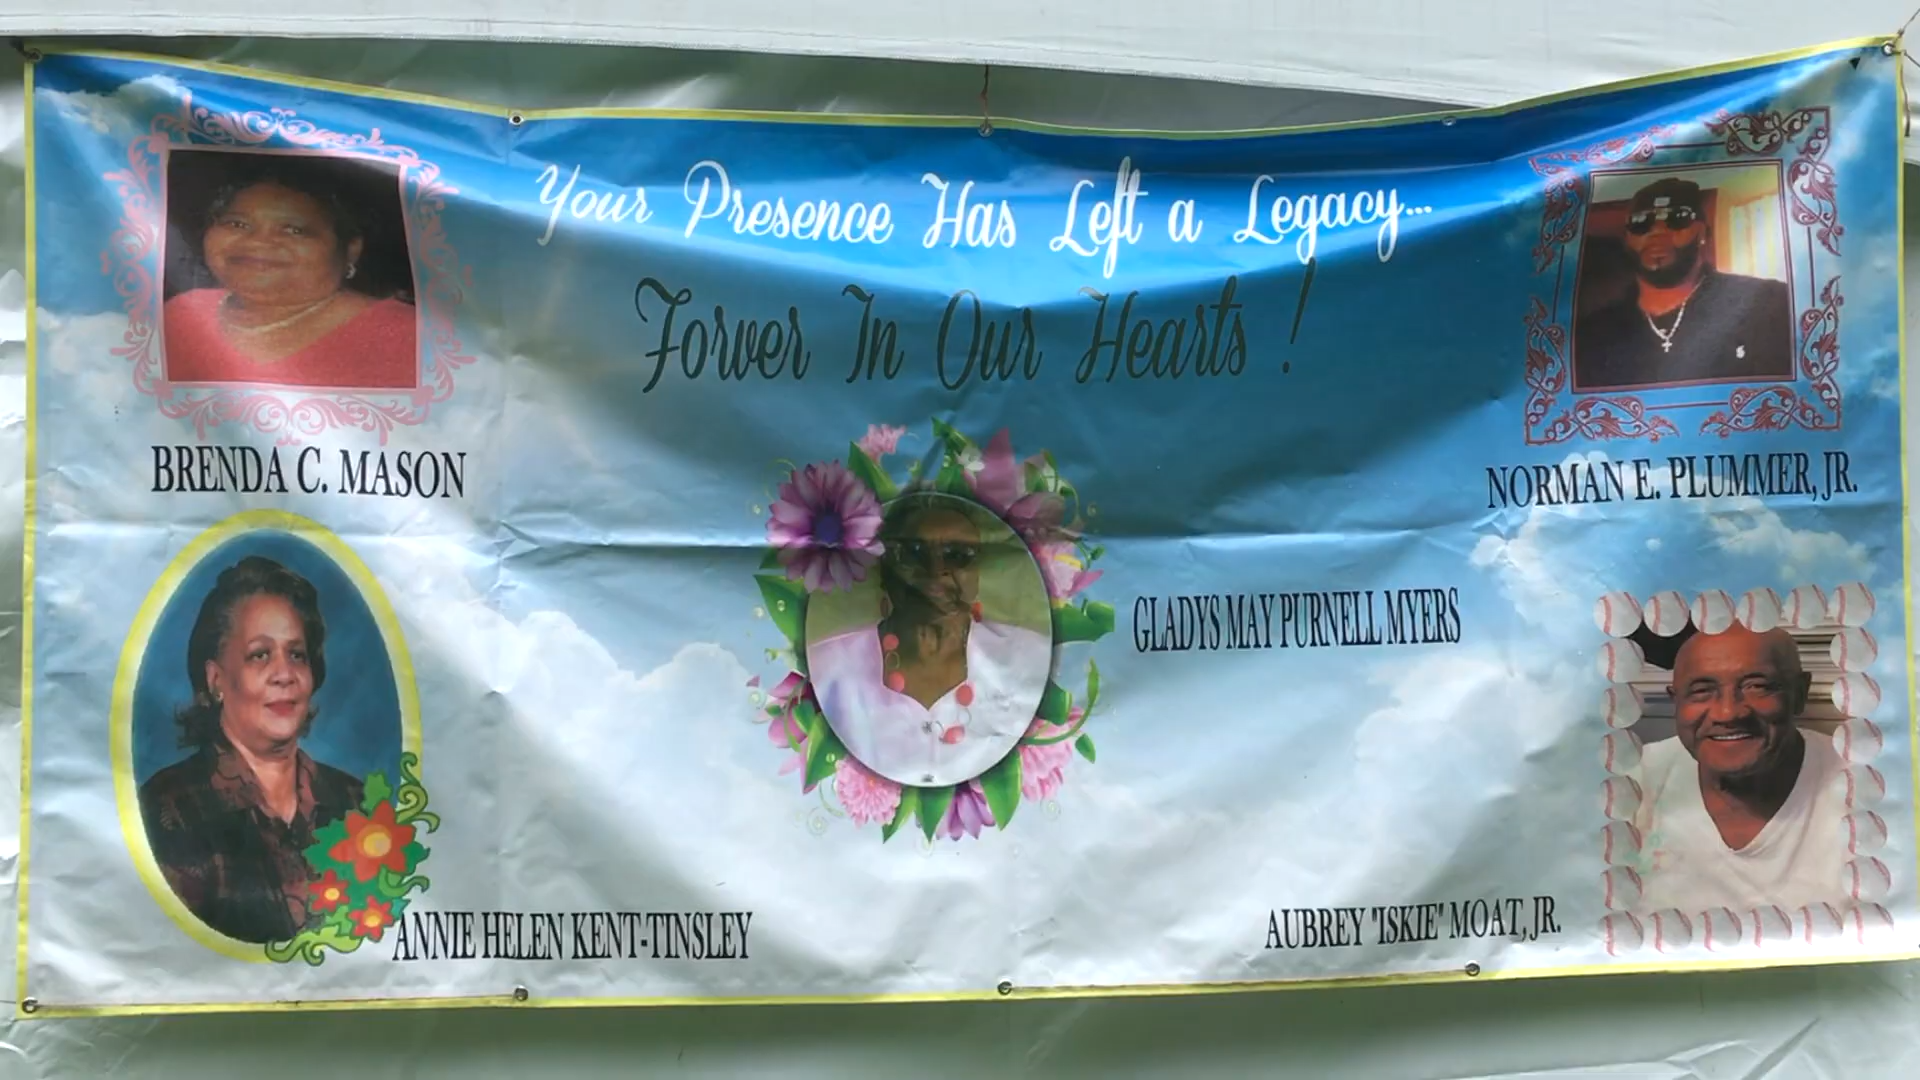 Your Presence Has Left a Legacy...
Forver In Our Hearts !
BRENDA C. MASON
NORMAN E. PLUMMER, JR.
GLADYS MAY PURNELL MYERS
ANNIE HELEN KENT-TINSLEY
AUBREY "ISKIE" MOAT, JR.